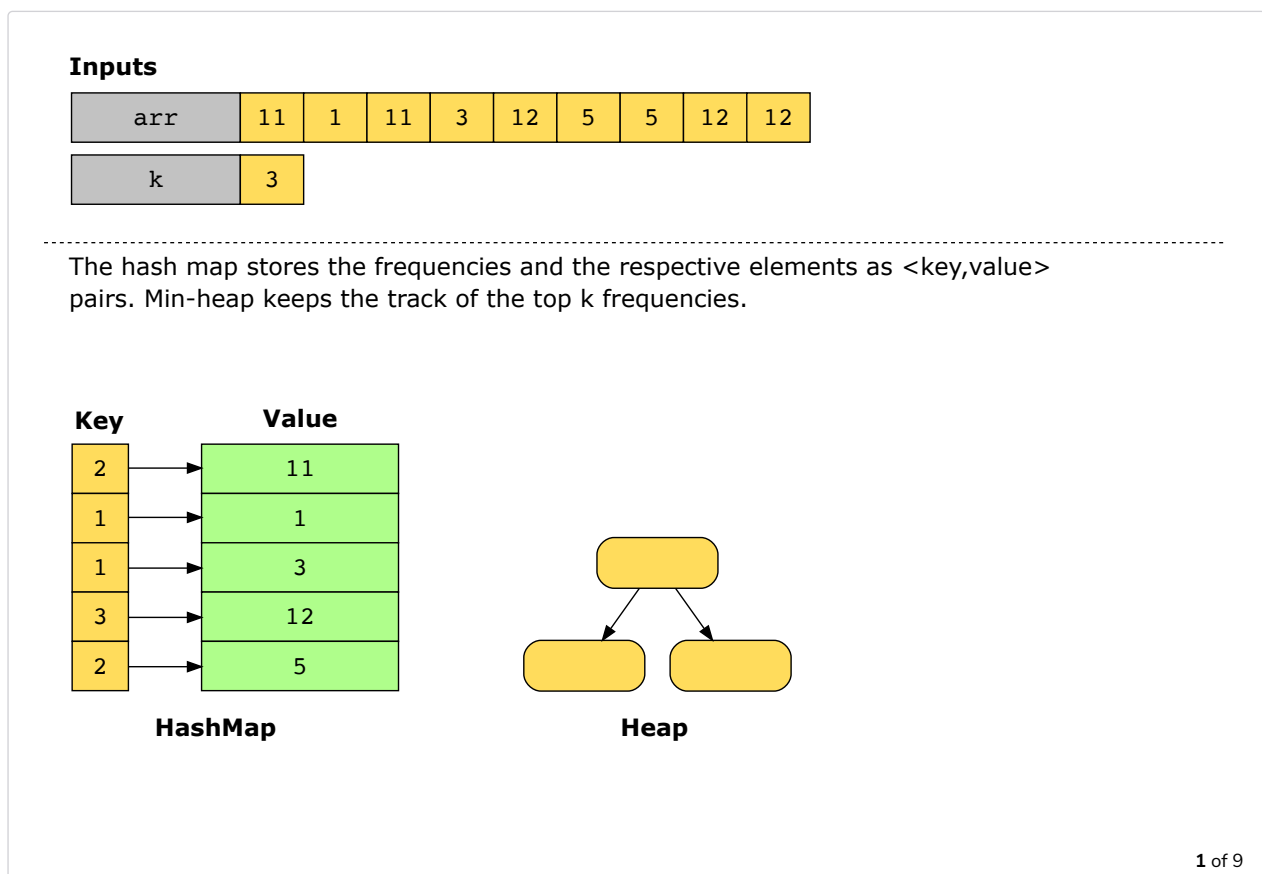 Inputs
arr 11 1 11 3 12 5 5 12 12
k 3
The hash map stores the frequencies and the respective elements as <key,value>
pairs. Min-heap keeps the track of the top k frequencies.
Key Value
2 11
1 1
1 3
3 12
2 5
HashMap Heap
1 of 9